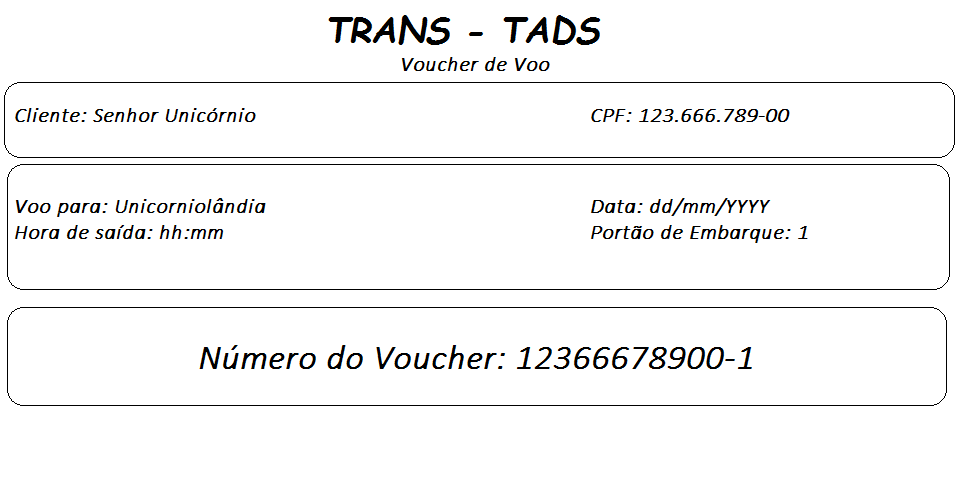 TRANS - TADS
Voucher de Voo
Cliente: Senhor Unicórnio CPF: 123.666.789-00
Voo para: Unicorniolândia Data: dd/mm/YYYY
Hora de saída: hh:mm Portão de Embarque: 1
Número do Voucher: 12366678900-1